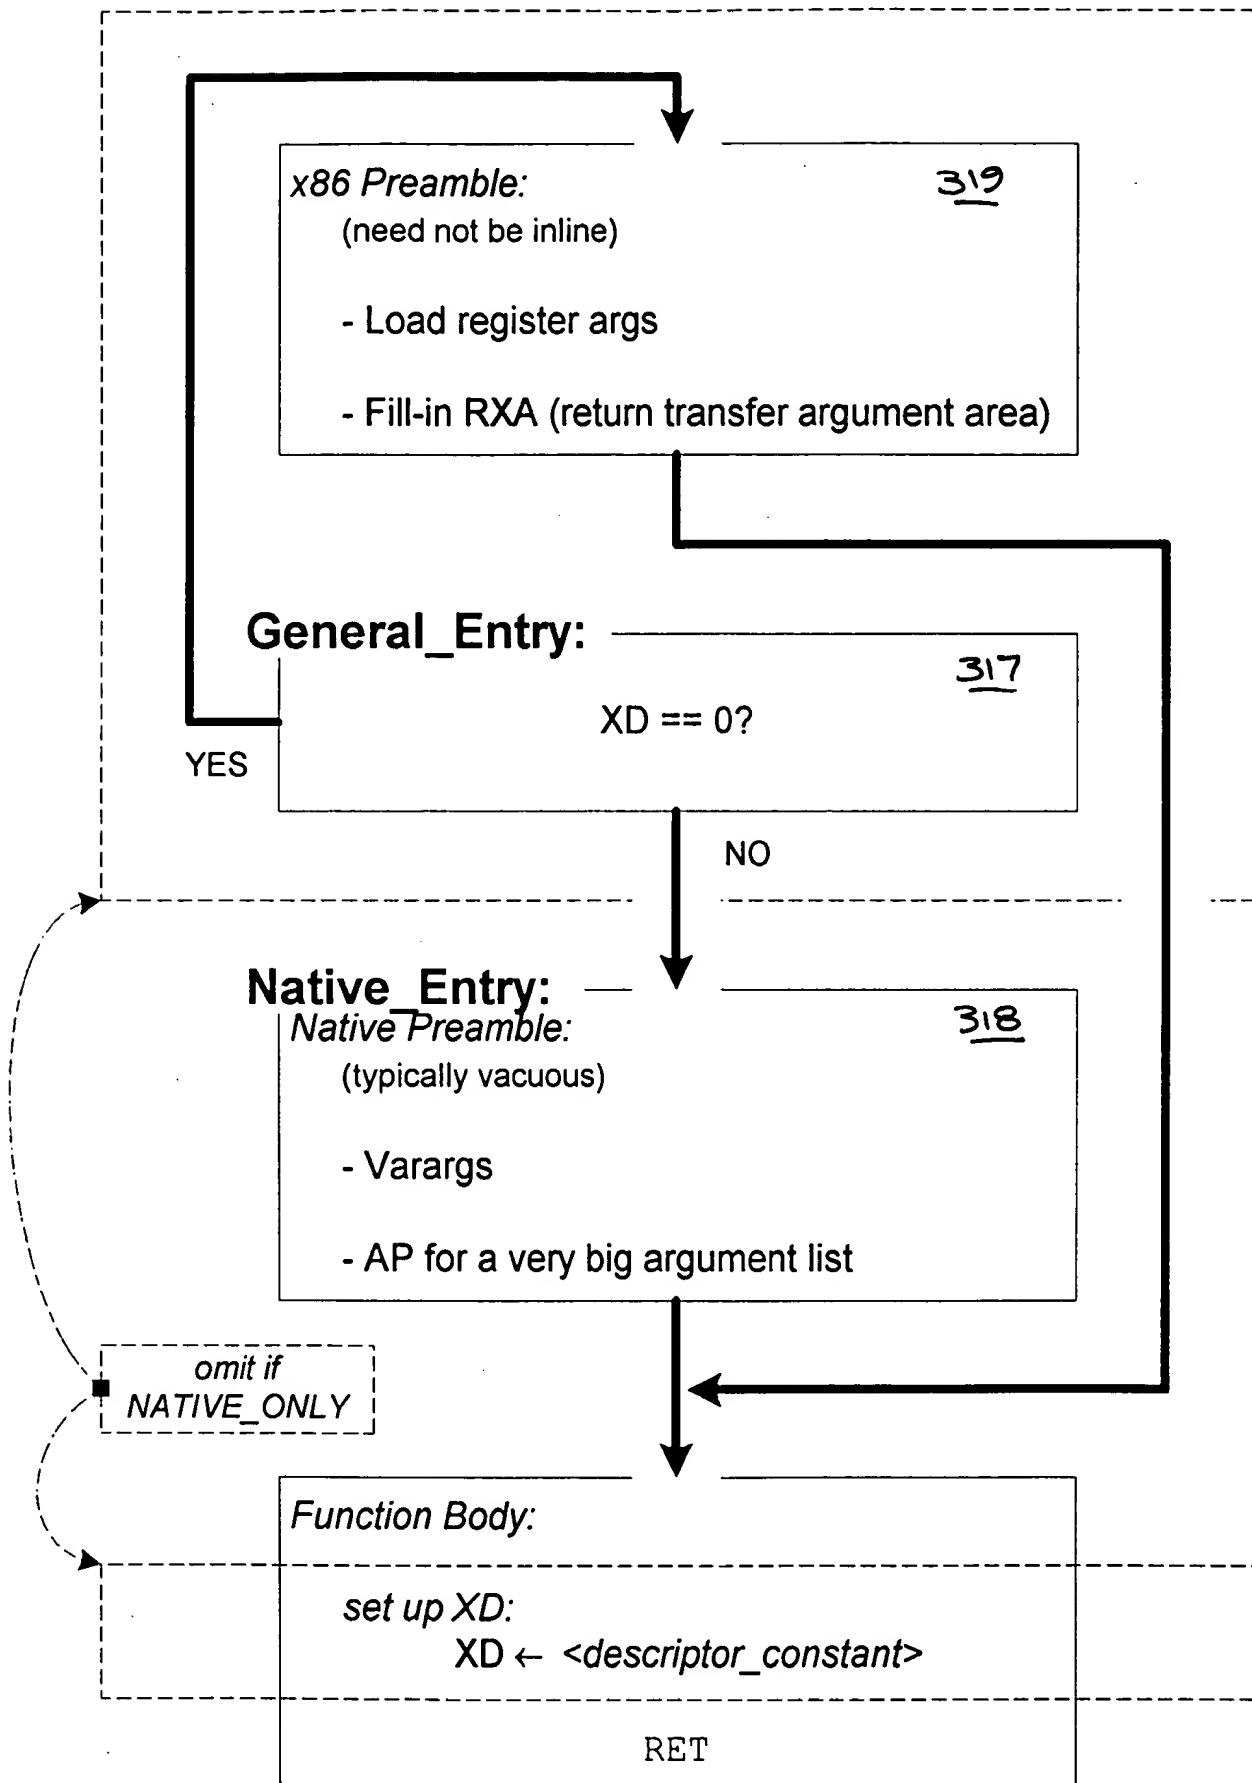 x86 Preamble: 319
(need not be inline)
- Load register args
- Fill-in RXA (return transfer argument area)
General_Entry:
317
XD == 0?
YES
NO
Native_Entry:
Native Preamble: 318
(typically vacuous)
- Varargs
- AP for a very big argument list
omit if
NATIVE_ONLY
Function Body:
set up XD:
XD ← <descriptor_constant>
RET